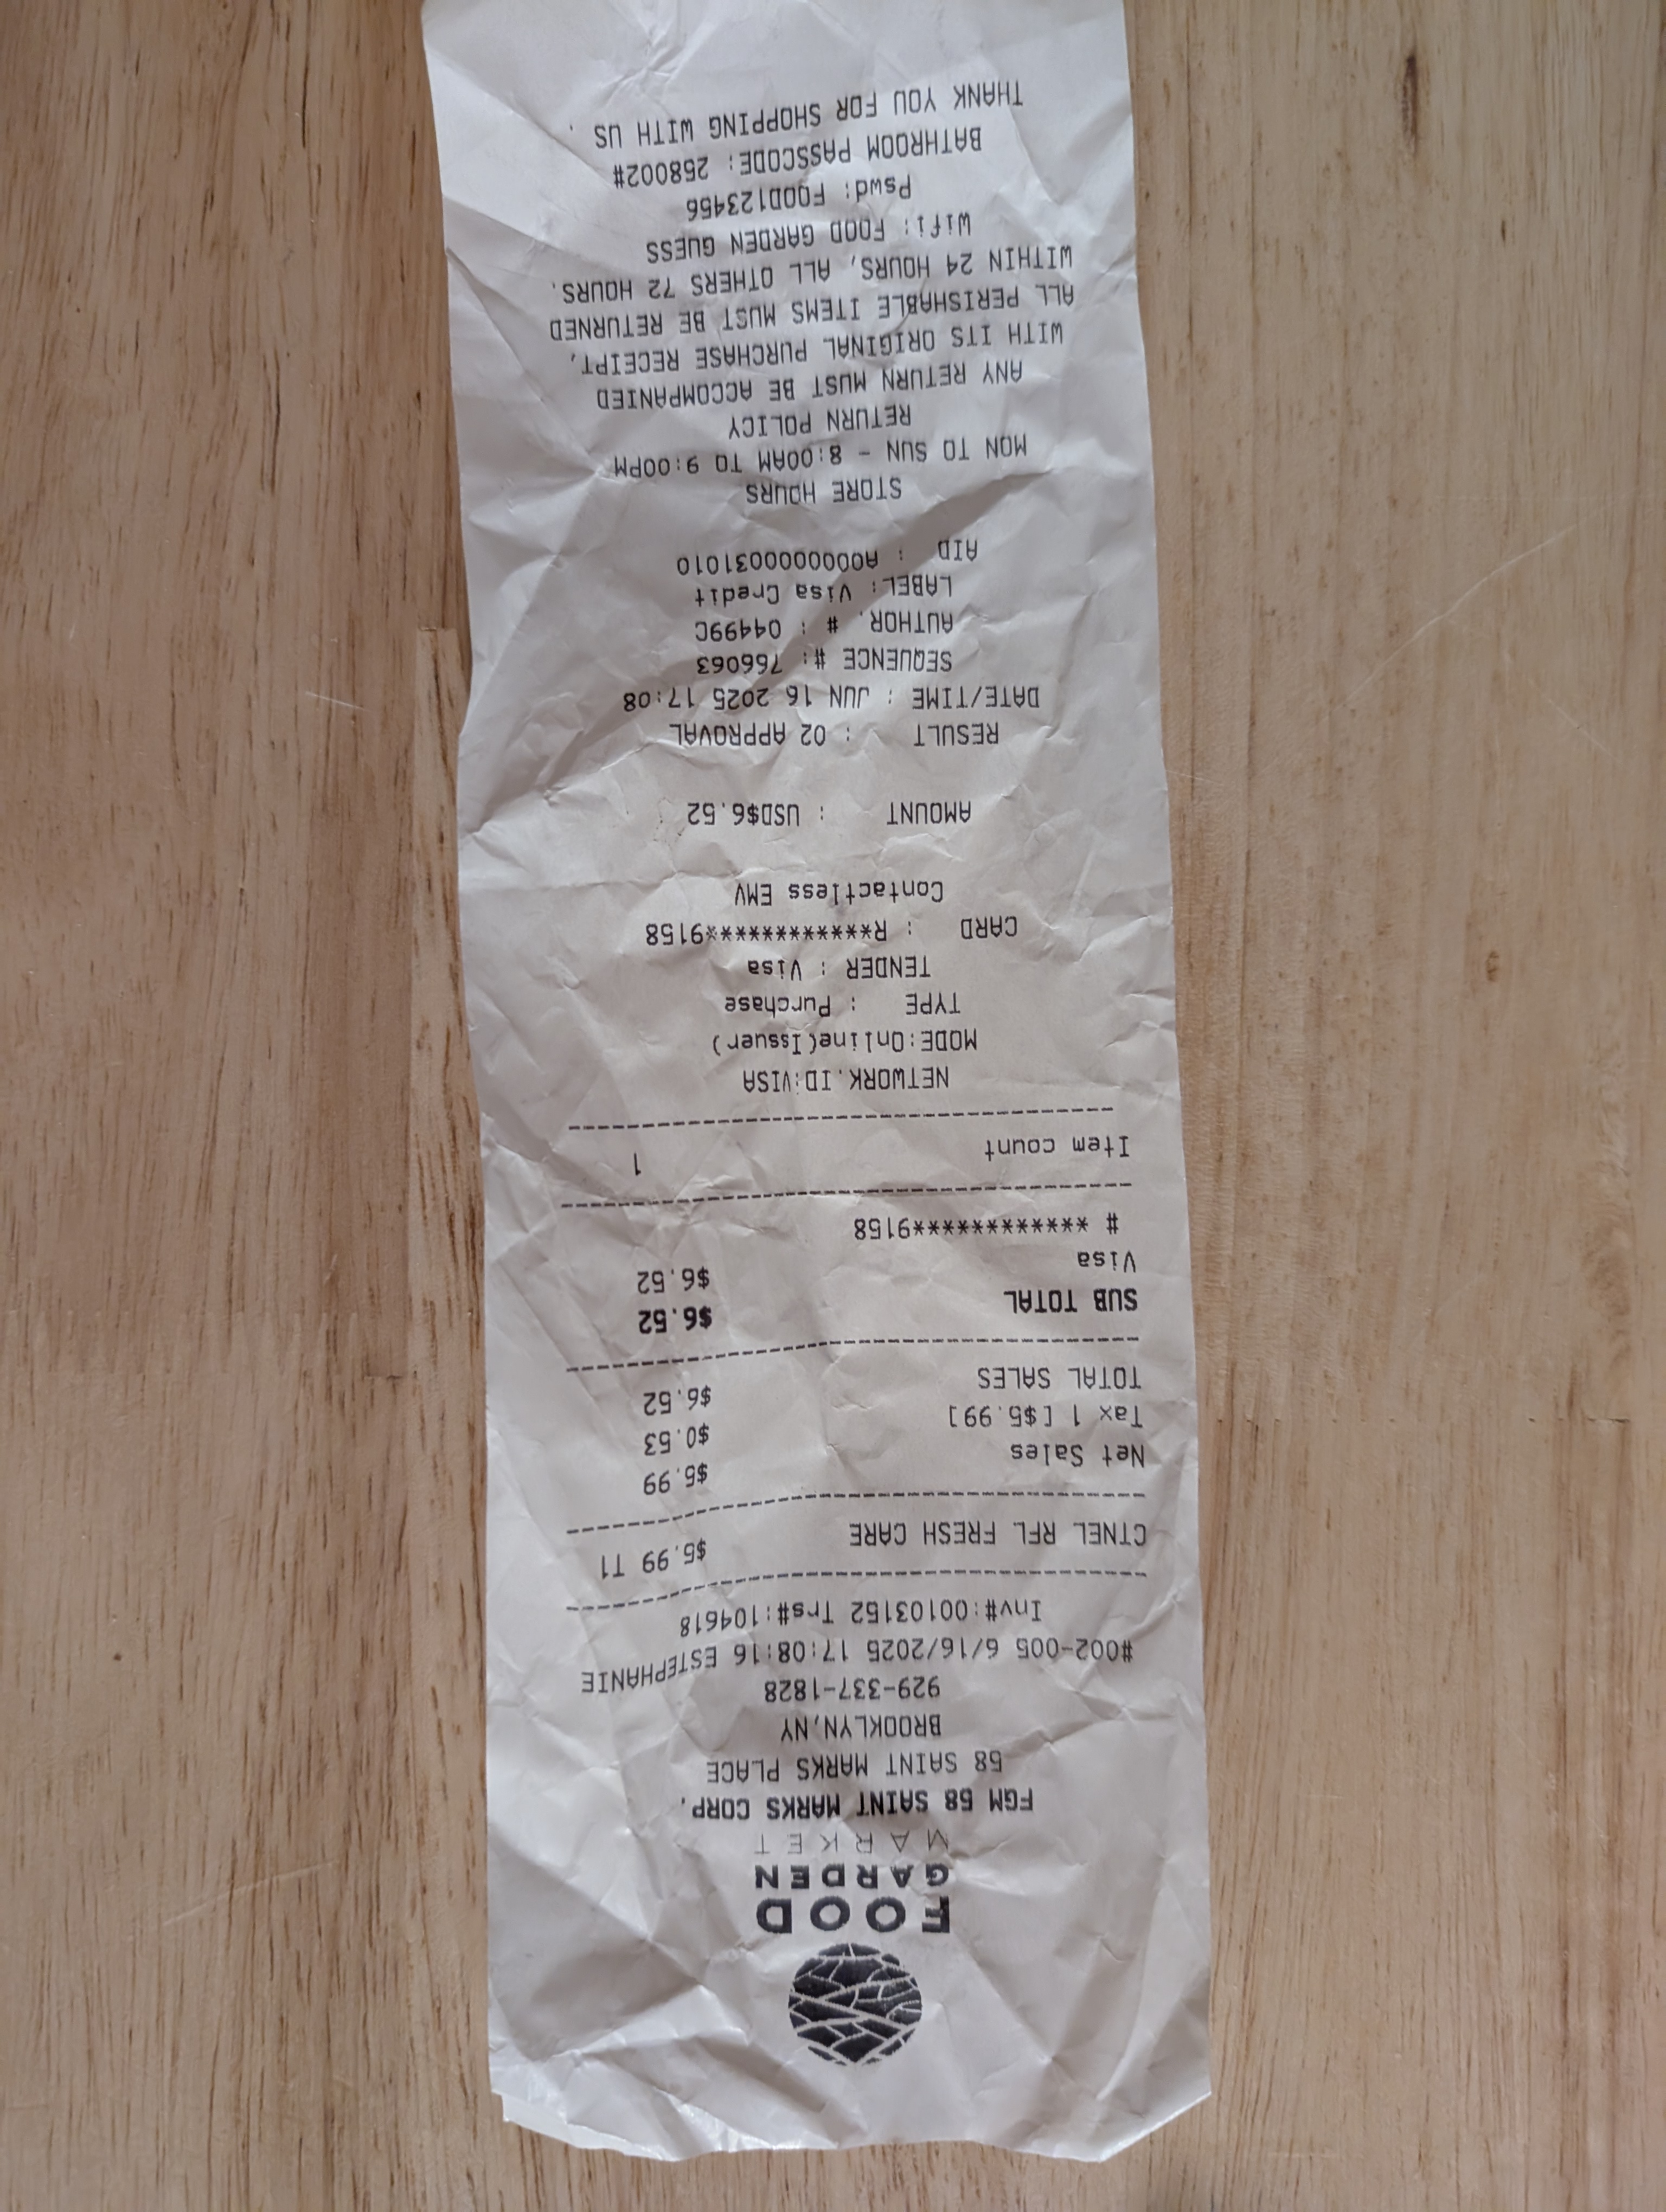 FOOD
GARDEN
MARKET
FGM 58 SAINT MARKS CORP.
58 SAINT MARKS PLACE
BROOKLYN,NY
929-337-1828
#002-005 6/16/2025 17:08:16 ESTEPHANIE
Inv#:00103152 Trs#:104618
CTNEL RFL FRESH CARE $5.99 T1
Net Sales $5.99
Tax 1 [$5.99] $0.53
TOTAL SALES $6.52
SUB TOTAL $6.52
Visa $6.52
# **************9158
Item count 1
NETWORK.ID:VISA
MODE:Online(Issuer)
TYPE : Purchase
TENDER : Visa
CARD : R*************9158
Contactless EMV
AMOUNT : USD$6.52
RESULT : 02 APPROVAL
DATE/TIME : JUN 16 2025 17:08
SEQUENCE #: 766063
AUTHOR. # : 04499C
LABEL: Visa Credit
AID : A0000000031010
STORE HOURS
MON TO SUN - 8:00AM TO 9:00PM
RETURN POLICY
ANY RETURN MUST BE ACCOMPANIED
WITH ITS ORIGINAL PURCHASE RECEIPT,
ALL PERISHABLE ITEMS MUST BE RETURNED
WITHIN 24 HOURS, ALL OTHERS 72 HOURS.
Wifi: FOOD GARDEN GUESS
Pswd: FOOD123456
BATHROOM PASSCODE: 258002#
THANK YOU FOR SHOPPING WITH US .